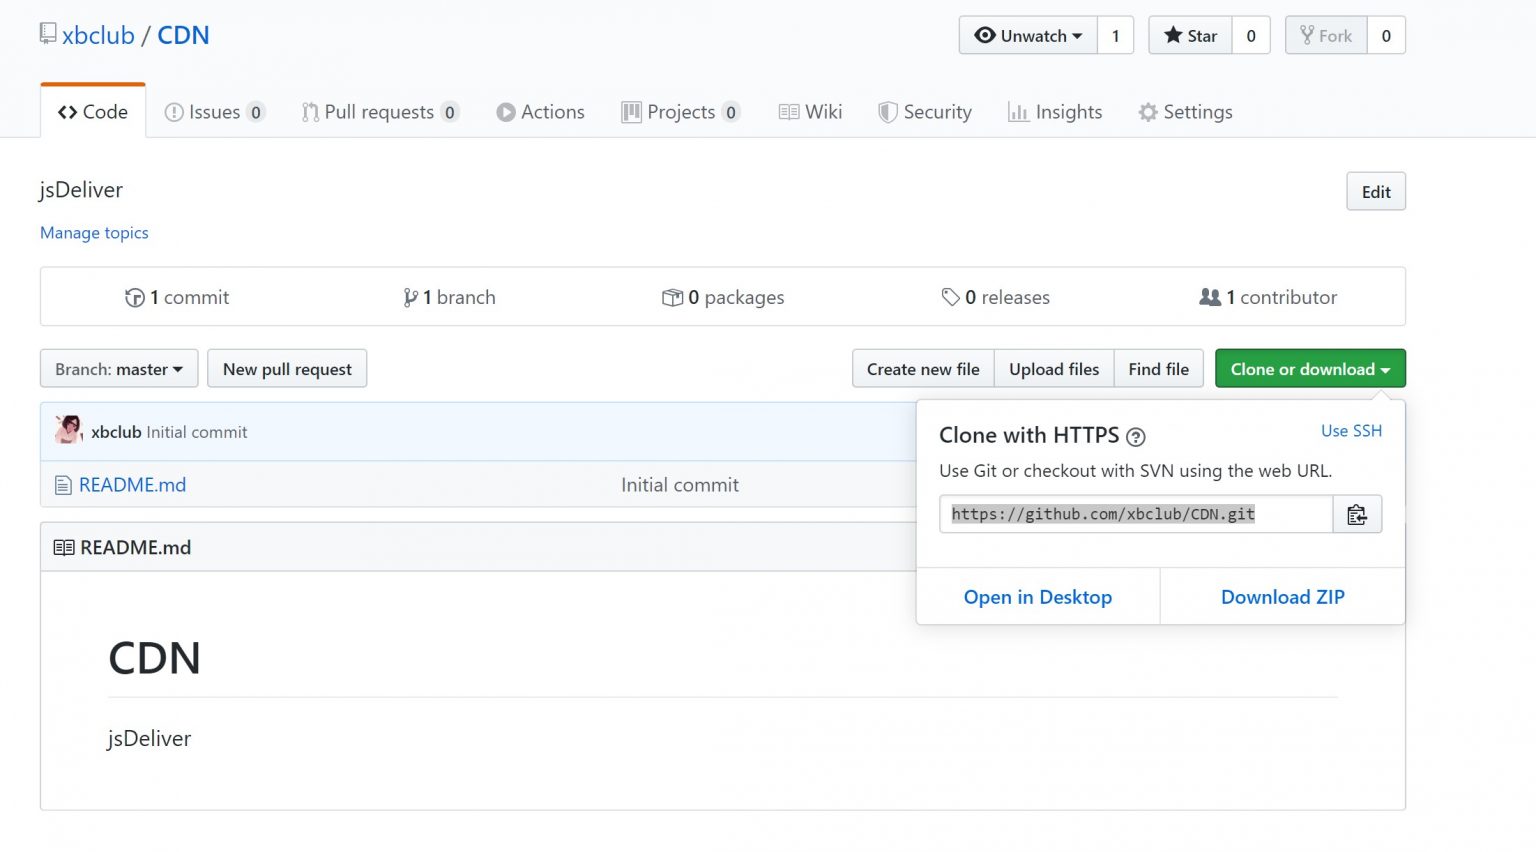 xbclub / CDN
Unwatch 1 Star 0 Fork 0
Code Issues 0 Pull requests 0 Actions Projects 0 Wiki Security Insights Settings
jsDeliver
Edit
Manage topics
1 commit 1 branch 0 packages 0 releases 1 contributor
Branch: master New pull request Create new file Upload files Find file Clone or download
xbclub Initial commit
README.md Initial commit
Clone with HTTPS ? Use SSH
Use Git or checkout with SVN using the web URL.
https://github.com/xbclub/CDN.git
Open in Desktop Download ZIP
README.md
CDN
jsDeliver